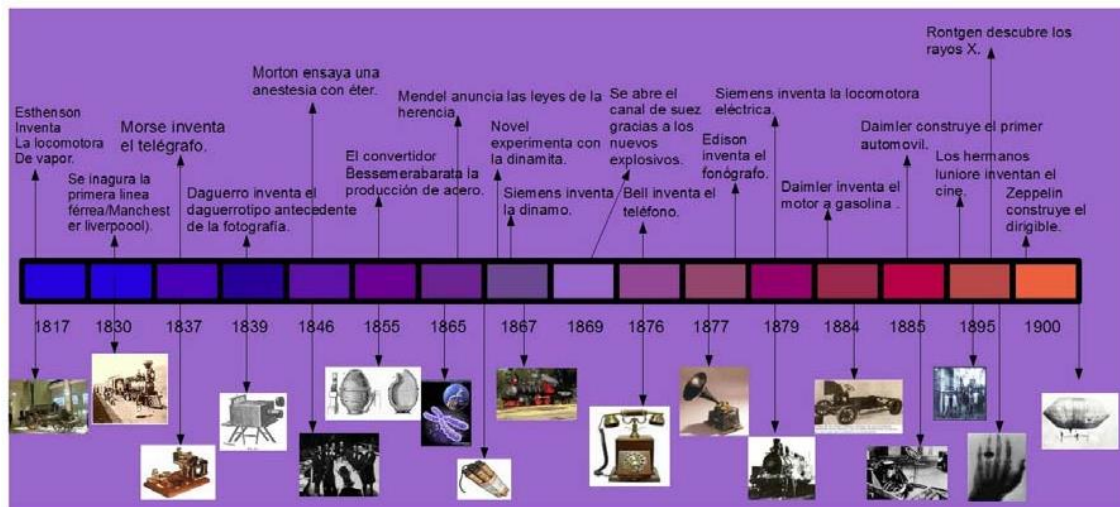 Esthenson
Inventa
La locomotora
De vapor.
Se inagura la
primera linea
férrea/Manchest
er liverpoool).
Morse inventa
el telégrafo.
Daguerro inventa el
daguerrotipo antecedente
de la fotografía.
Morton ensaya una
anestesia con éter.
El convertidor
Bessemerabarata la
producción de acero.
Mendel anuncia las leyes de la
herencia
Novel
experimenta con
la dinamita.
Siemens inventa
la dinamo.
Se abre el
canal de suez
gracias a los
nuevos
explosivos.
Bell inventa el
teléfono.
Edison
inventa el
fonógrafo.
Siemens inventa la locomotora
eléctrica.
Daimler inventa el
motor a gasolina .
Daimler construye el primer
automovil.
Los hermanos
luniore inventan el
cine.
Rontgen descubre los
rayos X.
Zeppelin
construye el
dirigible.
1817
1830
1837
1839
1846
1855
1865
1867
1869
1876
1877
1879
1884
1885
1895
1900